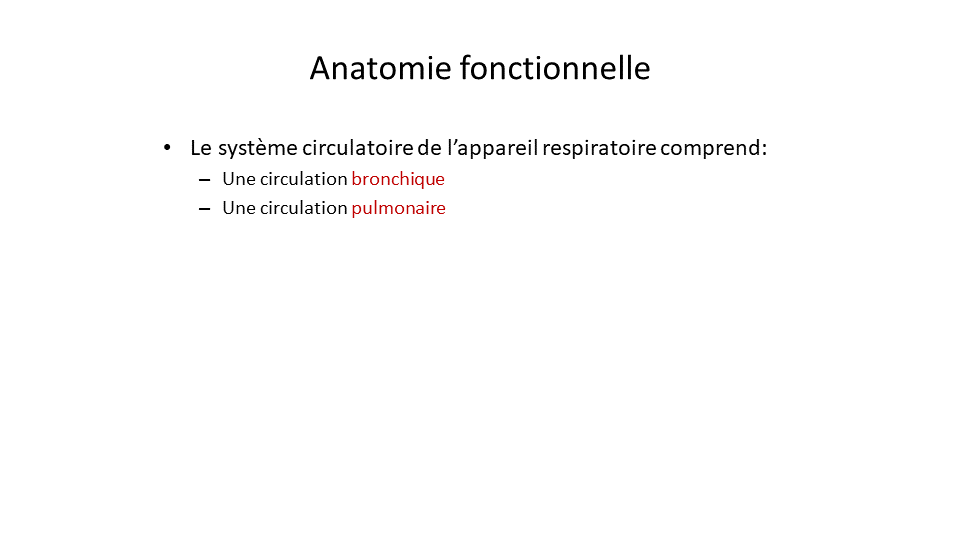 Anatomie fonctionnelle
• Le système circulatoire de l’appareil respiratoire comprend:
– Une circulation bronchique
– Une circulation pulmonaire